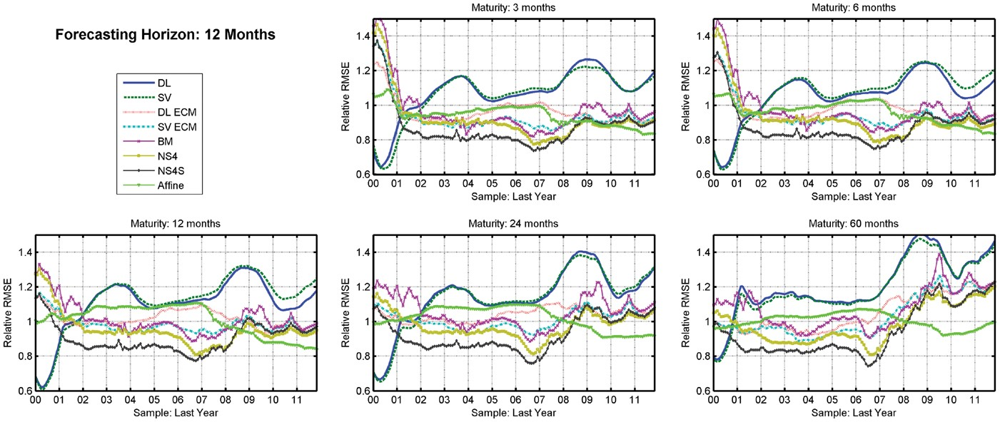 Forecasting Horizon: 12 Months
DL
SV
DL ECM
SV ECM
BM
NS4
NS4S
Affine
Maturity: 3 months
Relative RMSE
1.4
1.2
1
0.8
0.6
00 01 02 03 04 05 06 07 08 09 10 11
Sample: Last Year
Maturity: 6 months
Relative RMSE
1.4
1.2
1
0.8
0.6
00 01 02 03 04 05 06 07 08 09 10 11
Sample: Last Year
Maturity: 12 months
Relative RMSE
1.4
1.2
1
0.8
0.6
00 01 02 03 04 05 06 07 08 09 10 11
Sample: Last Year
Maturity: 24 months
Relative RMSE
1.4
1.2
1
0.8
0.6
00 01 02 03 04 05 06 07 08 09 10 11
Sample: Last Year
Maturity: 60 months
Relative RMSE
1.4
1.2
1
0.8
0.6
00 01 02 03 04 05 06 07 08 09 10 11
Sample: Last Year